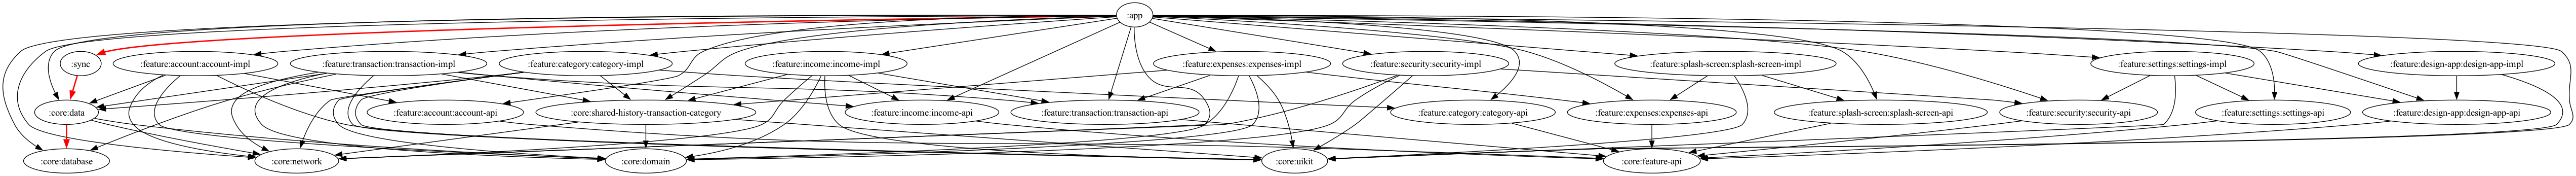 :app
:sync
:feature:account:account-impl
:feature:transaction:transaction-impl
:feature:category:category-impl
:feature:income:income-impl
:feature:expenses:expenses-impl
:feature:security:security-impl
:feature:splash-screen:splash-screen-impl
:feature:settings:settings-impl
:feature:design-app:design-app-impl
:core:data
:feature:account:account-api
:core:shared-history-transaction-category
:feature:income:income-api
:feature:transaction:transaction-api
:feature:category:category-api
:feature:expenses:expenses-api
:feature:splash-screen:splash-screen-api
:feature:security:security-api
:feature:settings:settings-api
:feature:design-app:design-app-api
:core:database
:core:network
:core:domain
:core:uikit
:core:feature-api